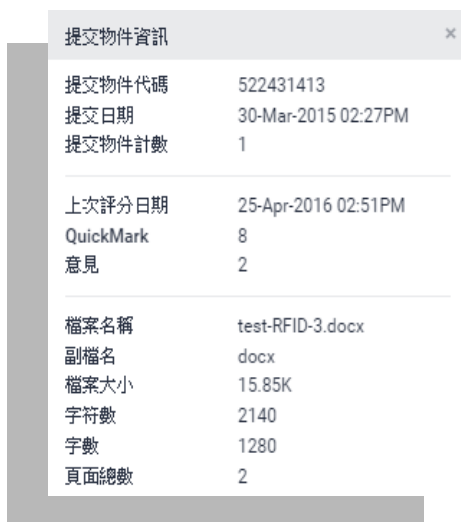 提交物件資訊 ×
提交物件代碼 522431413
提交日期 30-Mar-2015 02:27PM
提交物件計數 1
上次評分日期 25-Apr-2016 02:51PM
QuickMark 8
意見 2
檔案名稱 test-RFID-3.docx
副檔名 docx
檔案大小 15.85K
字符數 2140
字數 1280
頁面總數 2